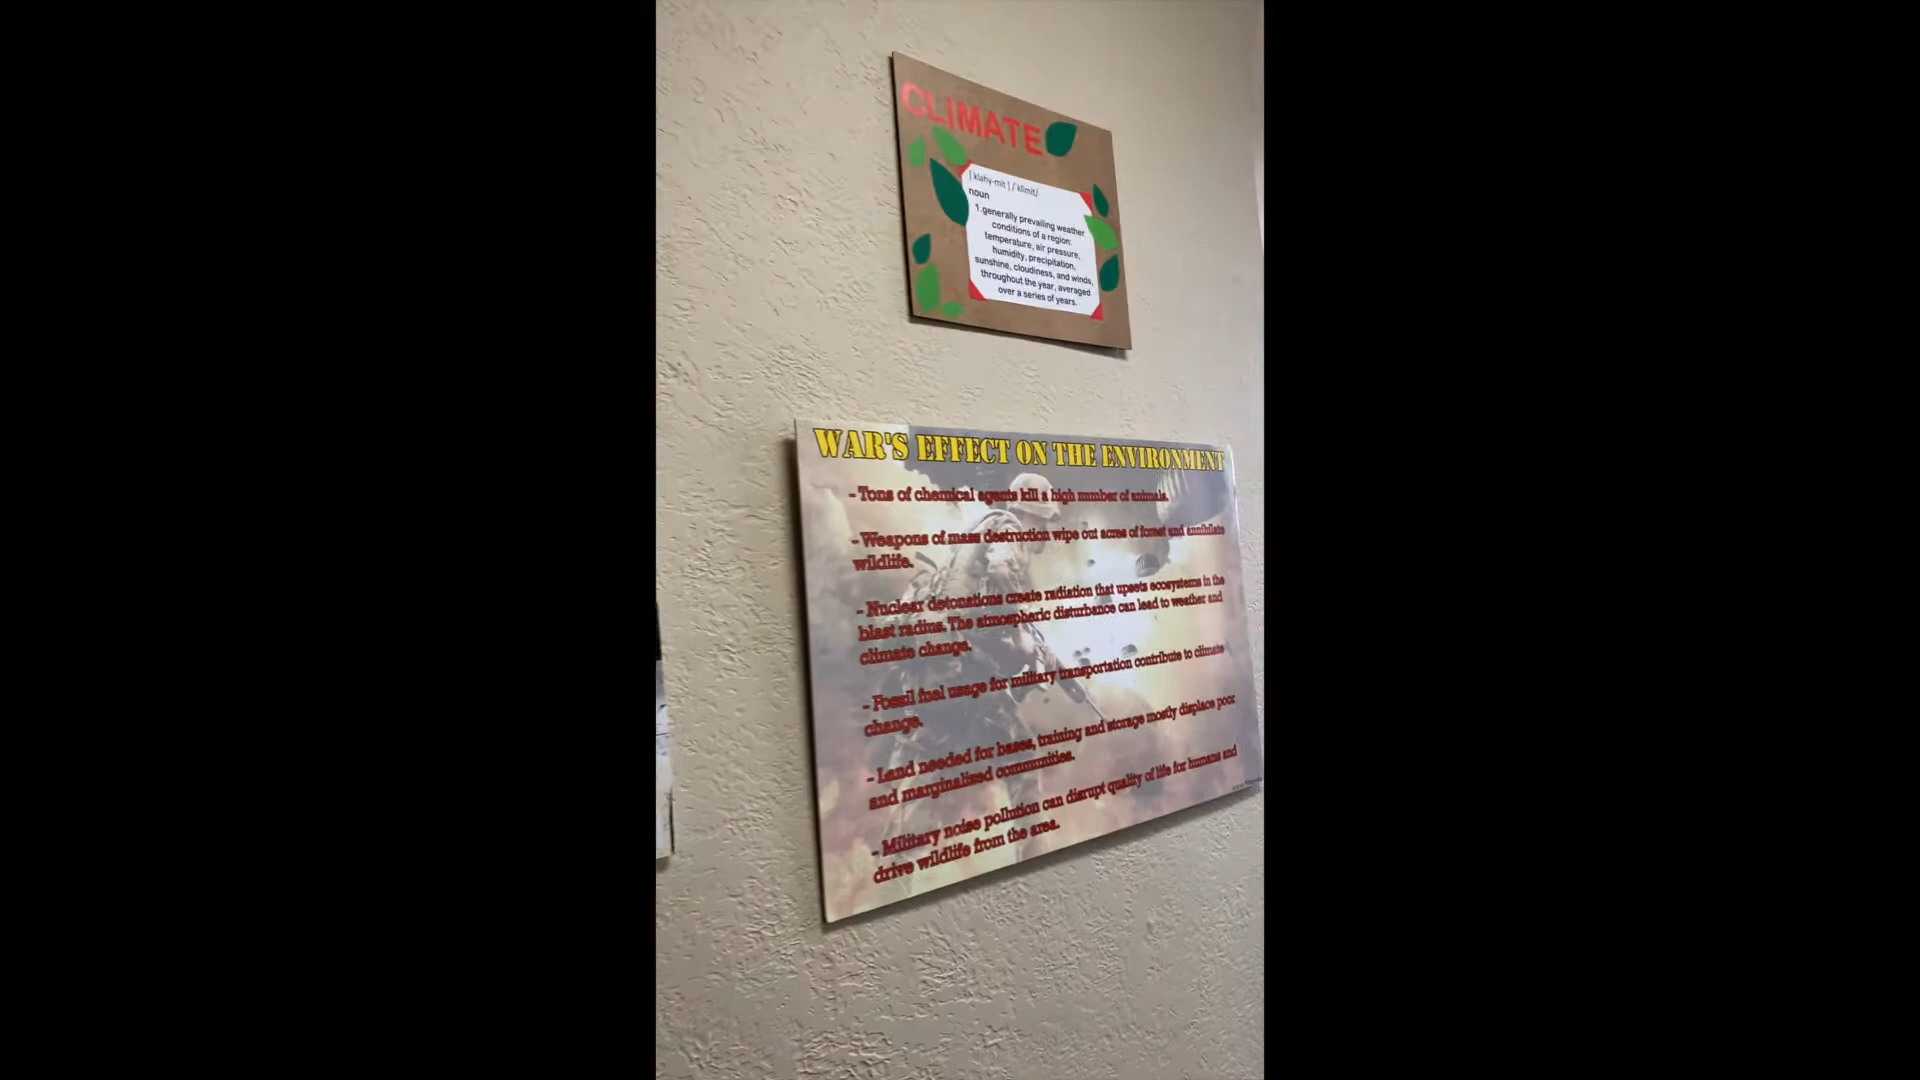 CLIMATE
[ klahy-mit ] / ˈklīmit/
noun
1. generally prevailing weather
conditions of a region:
temperature, air pressure,
humidity, precipitation,
sunshine, cloudiness, and winds,
throughout the year, averaged
over a series of years.
WAR'S EFFECT ON THE ENVIRONMENT
- Tons of chemical agents kill a high number of animals.
- Weapons of mass destruction wipe out acres of forest and annihilate
wildlife.
- Nuclear detonations create radiation that upsets ecosystems in the
blast radius. The atmospheric disturbance can lead to weather and
climate change.
- Fossil fuel usage for military transportation contribute to climate
change.
- Land needed for bases, training and storage mostly displace poor
and marginalised communities.
- Military noise pollution can disrupt quality of life for humans and
drive wildlife from the area.